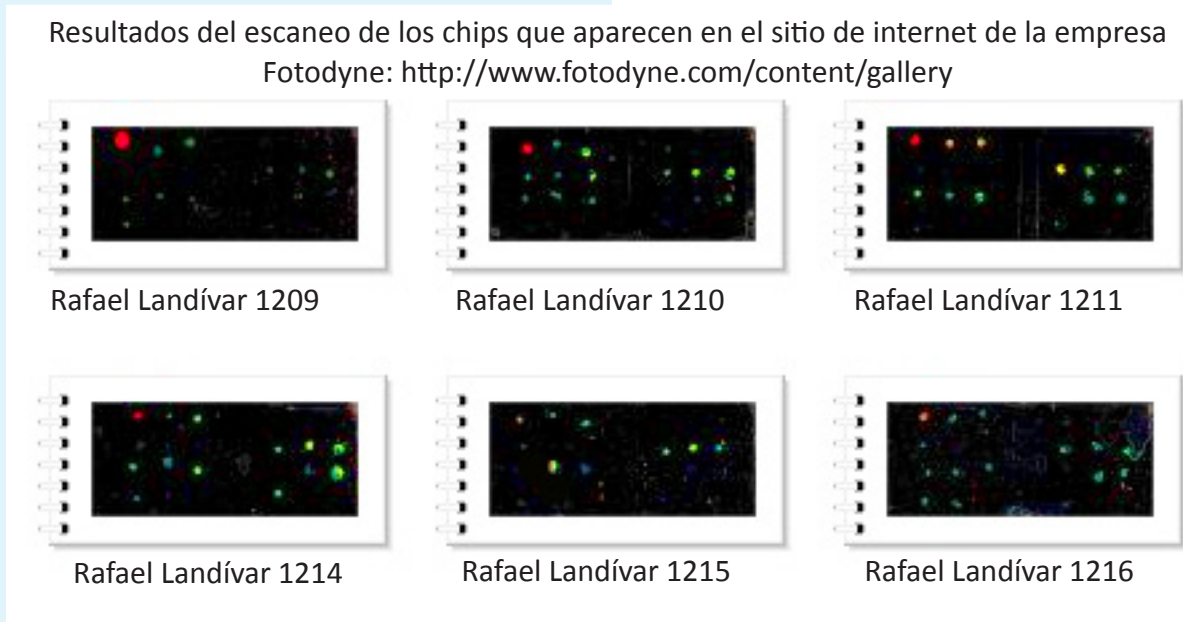 Resultados del escaneo de los chips que aparecen en el sitio de internet de la empresa
Fotodyne: http://www.fotodyne.com/content/gallery
Rafael Landívar 1209
Rafael Landívar 1210
Rafael Landívar 1211
Rafael Landívar 1214
Rafael Landívar 1215
Rafael Landívar 1216